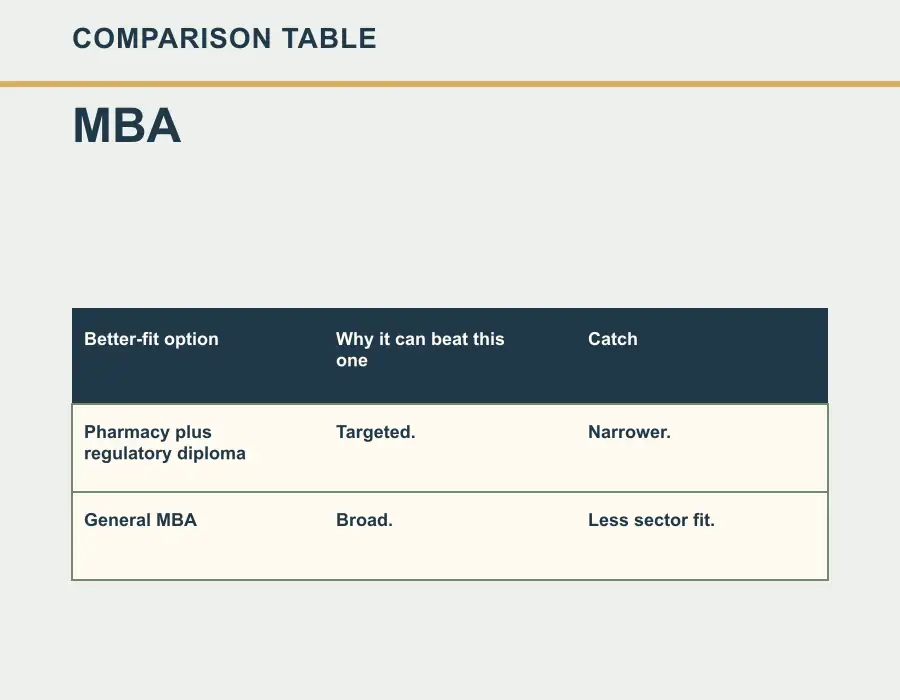 COMPARISON TABLE
MBA
Better-fit option
Why it can beat this
one
Catch
Pharmacy plus
regulatory diploma
Targeted.
Narrower.
General MBA
Broad.
Less sector fit.